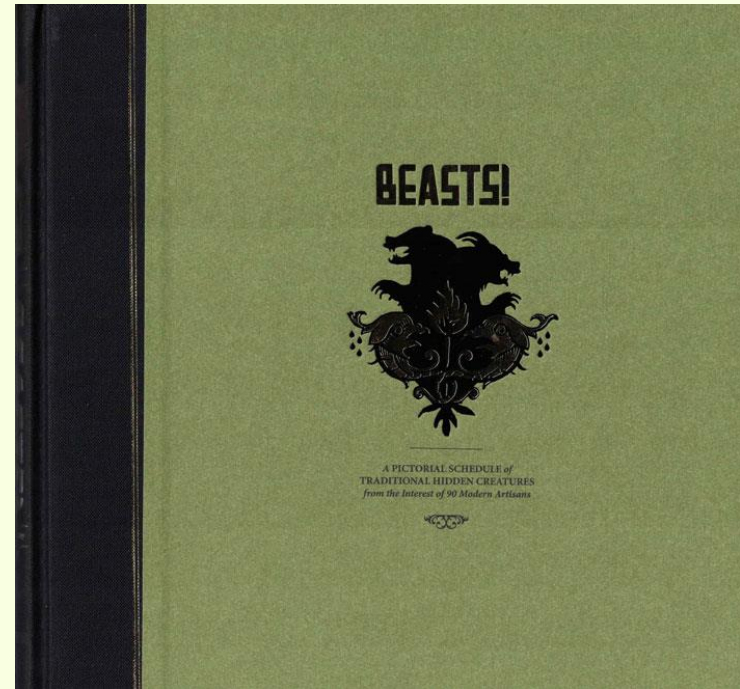 BEASTS!
A PICTORIAL SCHEDULE of
TRADITIONAL HIDDEN CREATURES
from the Interest of 90 Modern Artisans